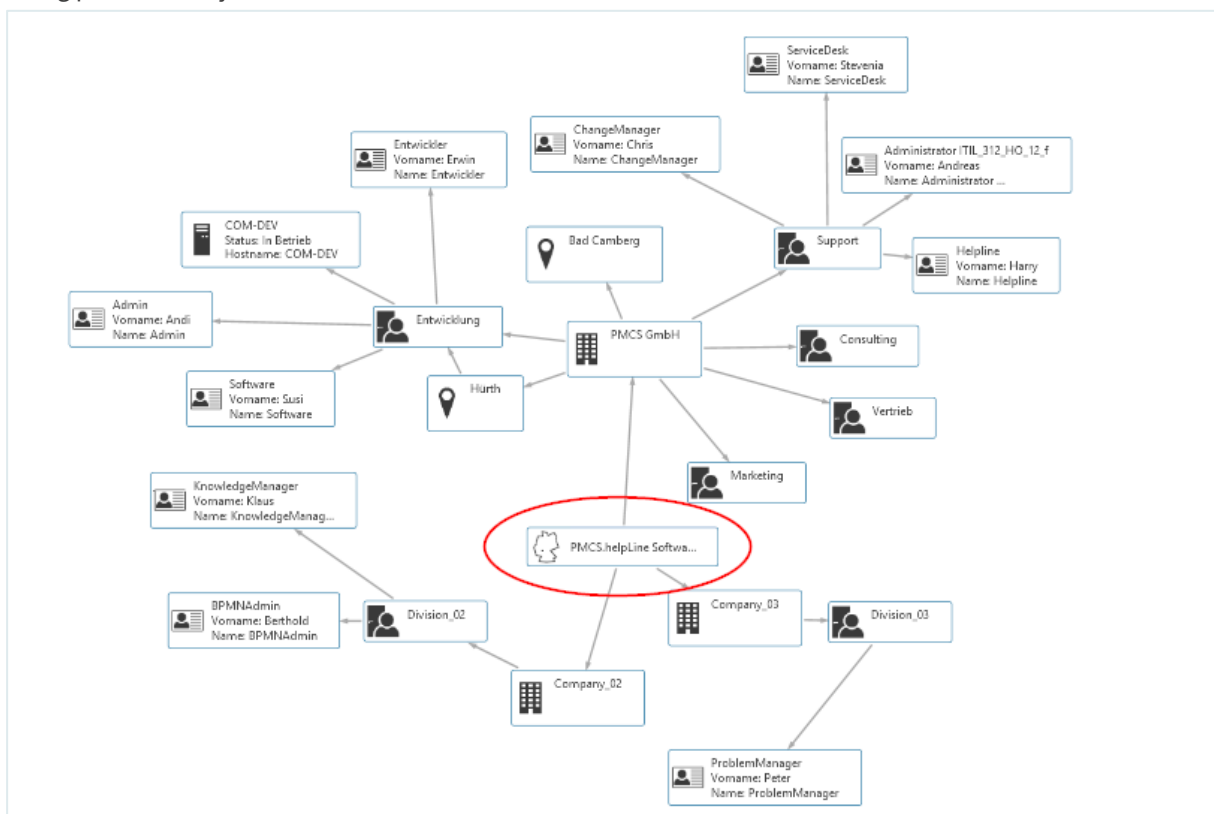 ServiceDesk
Vorname: Stevenia
Name: ServiceDesk
ChangeManager
Vorname: Chris
Name: ChangeManager
Entwickler
Vorname: Erwin
Name: Entwickler
Administrator ITIL_312_HO_12_f
Vorname: Andreas
Name: Administrator ...
COM-DEV
Status: In Betrieb
Hostname: COM-DEV
Bad Camberg
Support
Helpline
Vorname: Harry
Name: Helpline
Admin
Vorname: Andi
Name: Admin
Entwicklung
PMCS GmbH
Consulting
Software
Vorname: Susi
Name: Software
Hürth
Vertrieb
Marketing
KnowledgeManager
Vorname: Klaus
Name: KnowledgeManag...
PMCS.helpLine Softwa...
BPMNAdmin
Vorname: Berthold
Name: BPMNAdmin
Division_02
Company_03
Division_03
Company_02
ProblemManager
Vorname: Peter
Name: ProblemManager